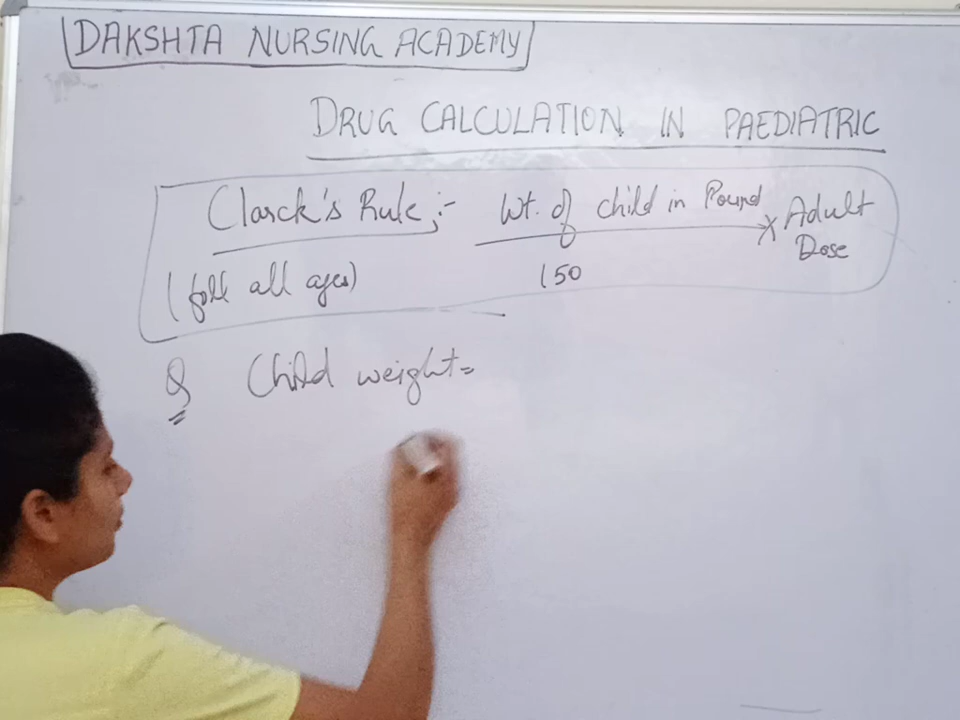 DAKSHTA NURSING ACADEMY
DRUG CALCULATION IN PAEDIATRIC
Clarck's Rule;- Wt. of child in Pound X Adult Dose
150
(for all ages)
Q Child weight=